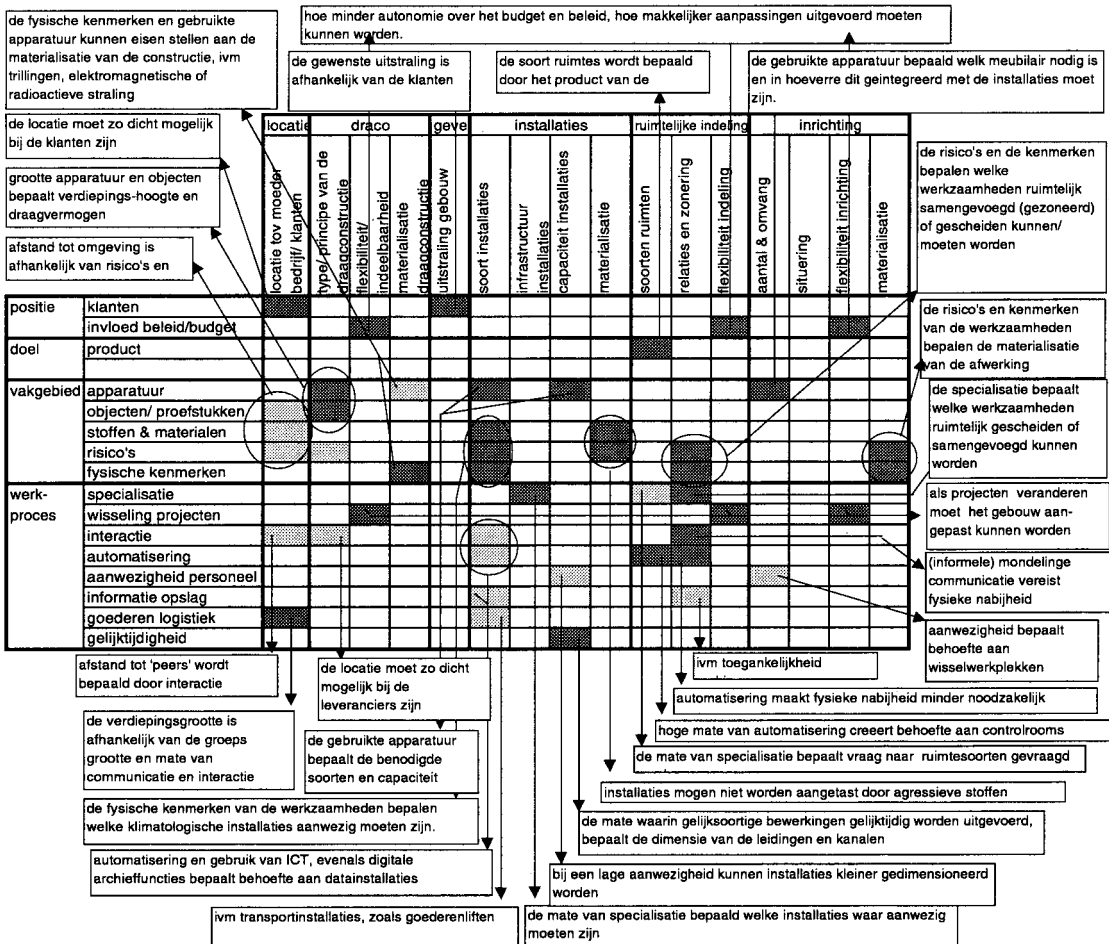 de fysische kenmerken en gebruikte
apparatuur kunnen eisen stellen aan de
materialisatie van de constructie, ivm
trillingen, elektromagnetische of
radioactieve straling
hoe minder autonomie over het budget en beleid, hoe makkelijker aanpassingen uitgevoerd moeten
kunnen worden.
de gewenste uitstraling is
afhankelijk van de klanten
de soort ruimtes wordt bepaald
door het product van de
de gebruikte apparatuur bepaald welk meubilair nodig is
en in hoeverre dit geintegreerd met de installaties moet
zijn.
de locatie moet zo dicht mogelijk
bij de klanten zijn
grootte apparatuur en objecten
bepaalt verdiepings-hoogte en
draagvermogen
afstand tot omgeving is
afhankelijk van risico's en
locatie
draco
geve
installaties
ruimtelijke indeling
inrichting
locatie tov moeder
bedrijf/ klanten
type/ principe van de
draagconstructie
flexibiliteit/
indeelbaarheid
materialisatie
draagconstructie
uitstraling gebouw
soort installaties
infrastructuur
installaties
capaciteit installaties
materialisatie
soorten ruimten
relaties en zonering
flexibiliteit indeling
aantal & omvang
situering
flexibiliteit inrichting
materialisatie
de risico's en de kenmerken
bepalen welke
werkzaamheden ruimtelijk
samengevoegd (gezoneerd)
of gescheiden kunnen/
moeten worden
positie
klanten
invloed beleid/budget
doel
product
vakgebied
apparatuur
objecten/ proefstukken
stoffen & materialen
risico's
fysische kenmerken
werk-
proces
specialisatie
wisseling projecten
interactie
automatisering
aanwezigheid personeel
informatie opslag
goederen logistiek
gelijktijdigheid
de risico's en kenmerken
van de werkzaamheden
bepalen de materialisatie
van de afwerking
de specialisatie bepaalt
welke werkzaamheden
ruimtelijk gescheiden of
samengevoegd kunnen
worden
als projecten veranderen
moet het gebouw aan-
gepast kunnen worden
(informele) mondelinge
communicatie vereist
fysieke nabijheid
aanwezigheid bepaalt
behoefte aan
wisselwerkplekken
afstand tot 'peers' wordt
bepaald door interactie
de locatie moet zo dicht
mogelijk bij de
leveranciers zijn
ivm toegankelijkheid
automatisering maakt fysieke nabijheid minder noodzakelijk
de verdiepingsgrootte is
afhankelijk van de groeps
grootte en mate van
communicatie en interactie
de gebruikte apparatuur
bepaalt de benodigde
soorten en capaciteit
hoge mate van automatisering creeert behoefte aan controlrooms
de mate van specialisatie bepaalt vraag naar ruimtesoorten gevraagd
installaties mogen niet worden aangetast door agressieve stoffen
de fysische kenmerken van de werkzaamheden bepalen
welke klimatologische installaties aanwezig moeten zijn.
de mate waarin gelijksoortige bewerkingen gelijktijdig worden uitgevoerd,
bepaalt de dimensie van de leidingen en kanalen
automatisering en gebruik van ICT, evenals digitale
archieffuncties bepaalt behoefte aan datainstallaties
bij een lage aanwezigheid kunnen installaties kleiner gedimensioneerd
worden
ivm transportinstallaties, zoals goederenliften
de mate van specialisatie bepaald welke installaties waar aanwezig
moeten zijn